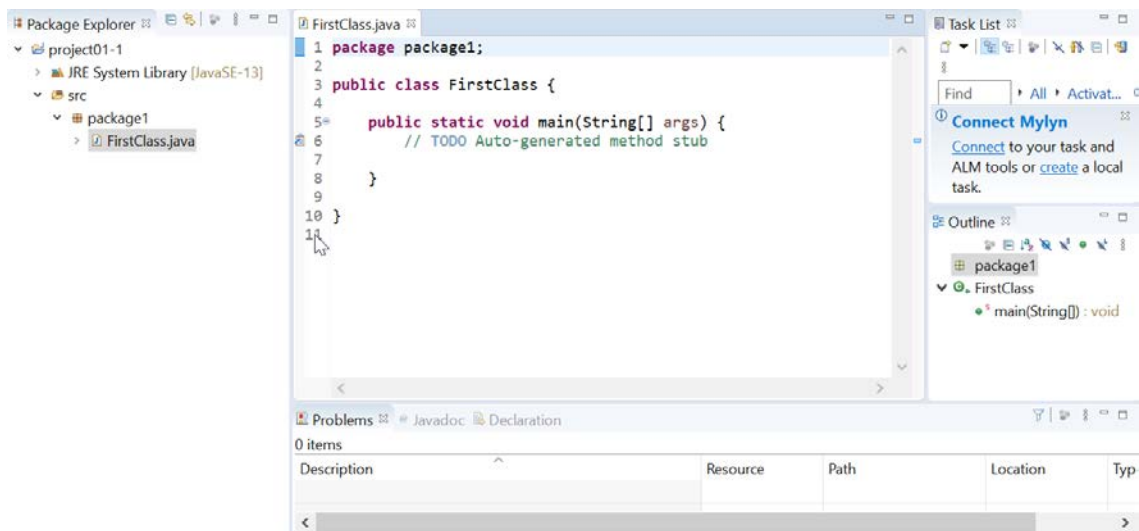 Package Explorer
project01-1
JRE System Library [JavaSE-13]
src
package1
FirstClass.java
FirstClass.java
1 package package1;
2
3 public class FirstClass {
4
5 public static void main(String[] args) {
6 // TODO Auto-generated method stub
7
8 }
9
10 }
11
Task List
Find All Activat...
Connect Mylyn
Connect to your task and
ALM tools or create a local
task.
Outline
package1
FirstClass
main(String[]) : void
Problems Javadoc Declaration
0 items
Description Resource Path Location Typ